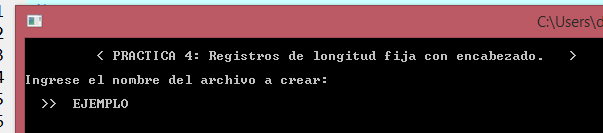 C:\Users\
< PRACTICA 4: Registros de longitud fija con encabezado. >
Ingrese el nombre del archivo a crear:
>> EJEMPLO